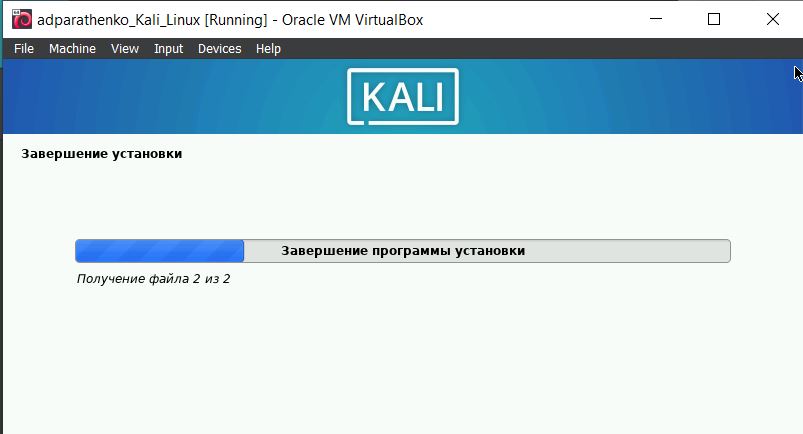 adparathenko_Kali_Linux [Running] - Oracle VM VirtualBox
File Machine View Input Devices Help
KALI
Завершение установки
Завершение программы установки
Получение файла 2 из 2